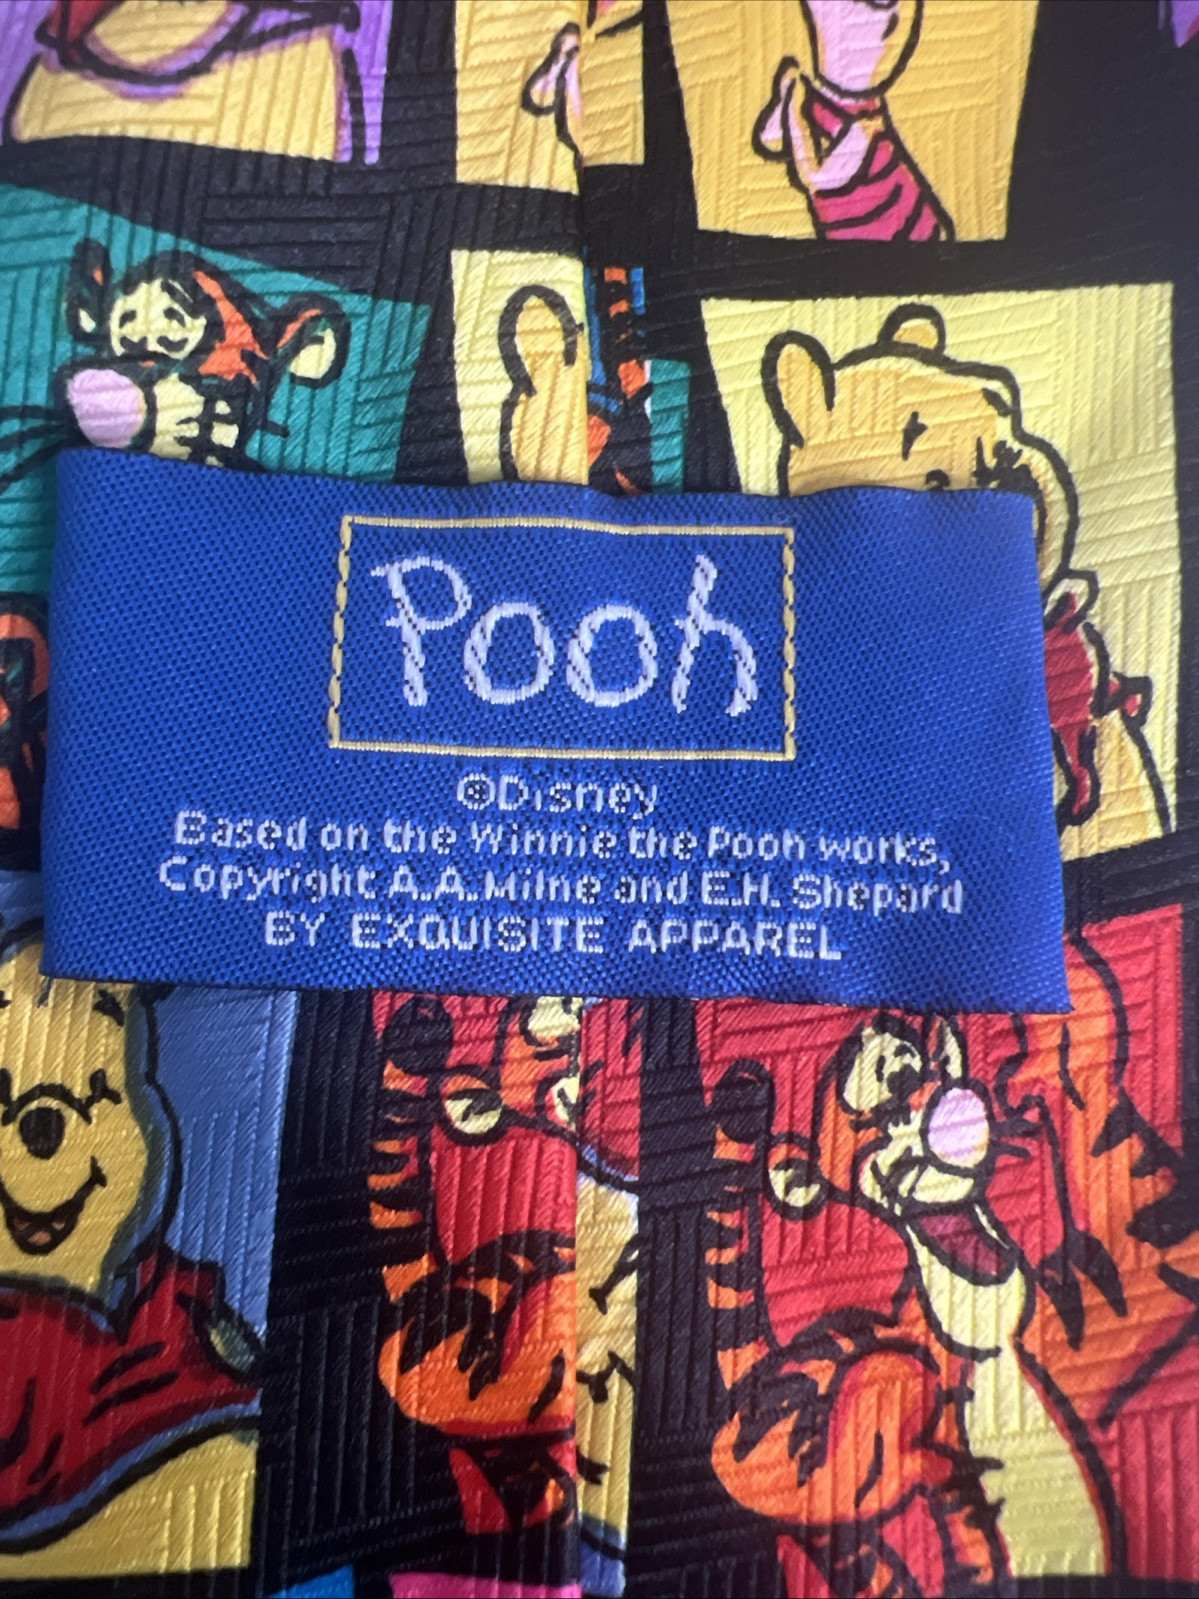 Pooh
©Disney
Based on the Winnie the Pooh works,
Copyright A.A.Milne and E.H. Shepard
BY EXQUISITE APPAREL